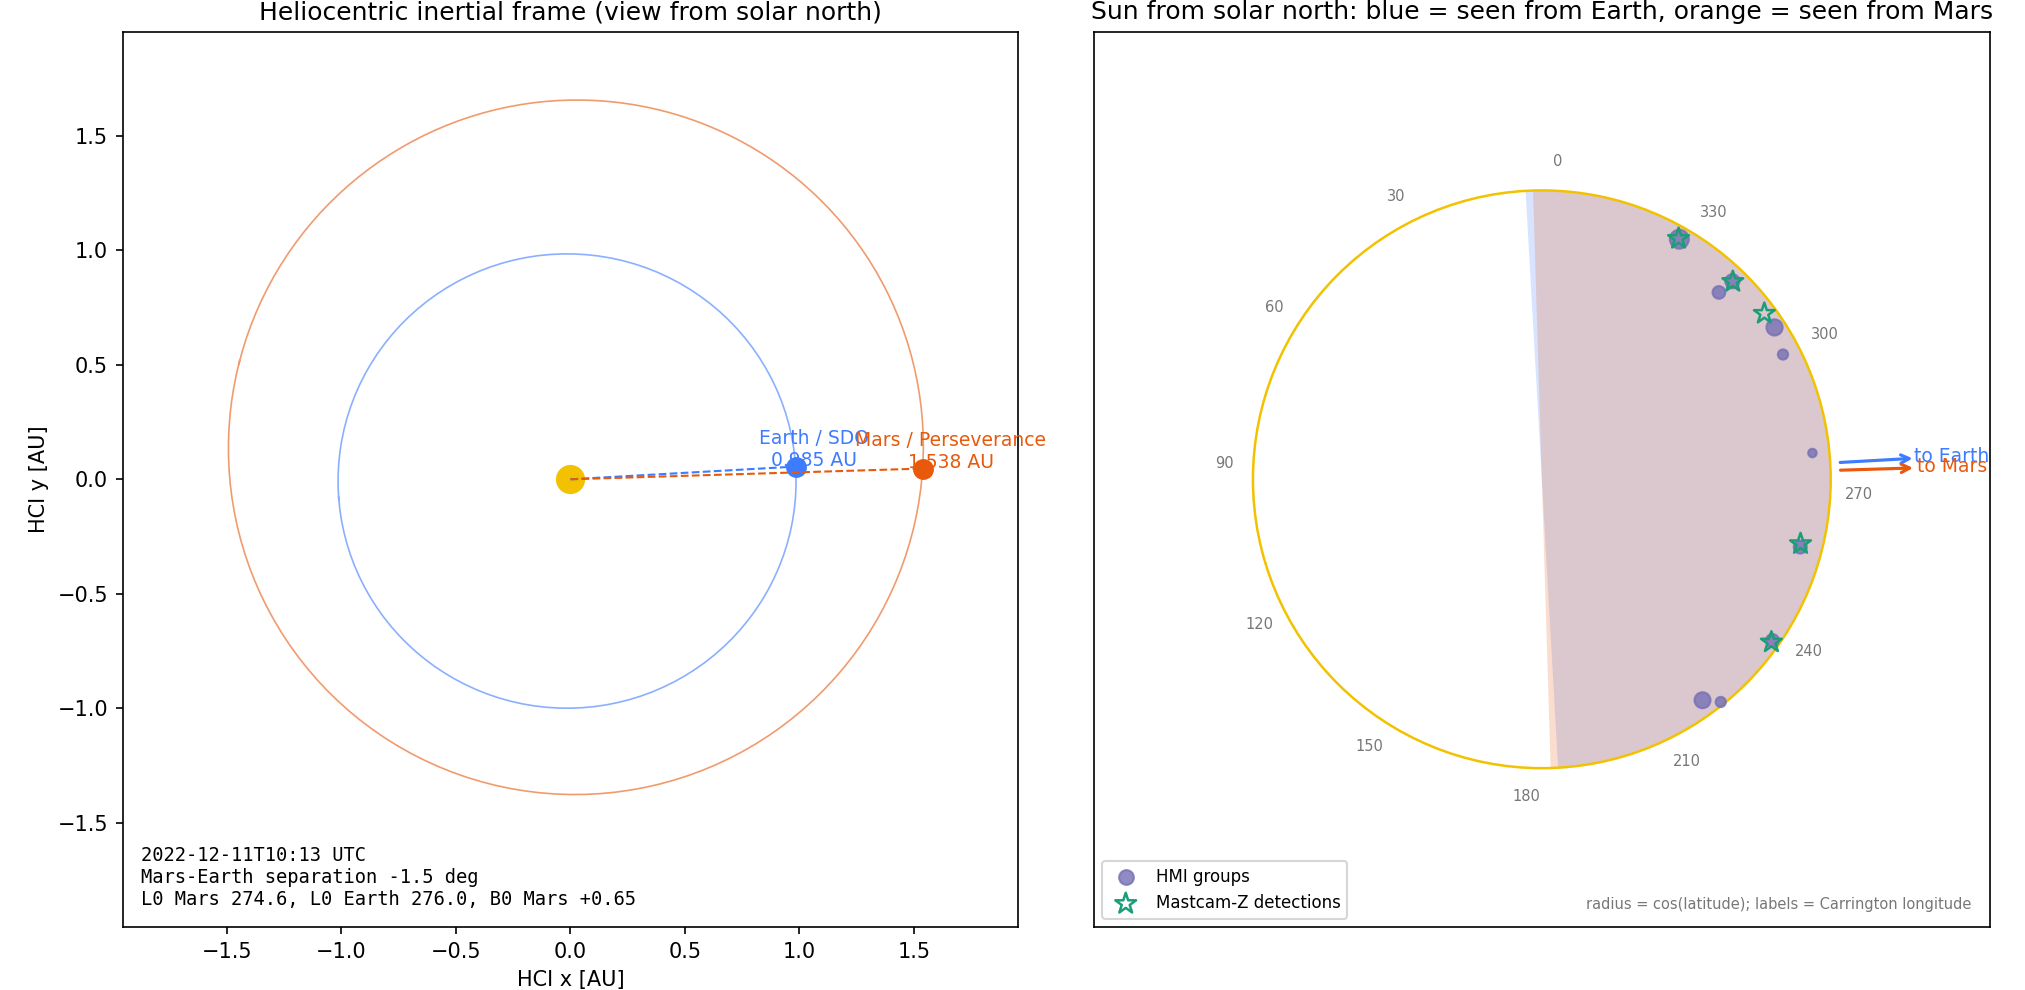 Heliocentric inertial frame (view from solar north)
HCI y [AU]
1.5
1.0
0.5
0.0
−0.5
−1.0
−1.5
Earth / SDO
0.985 AU
Mars / Perseverance
1.538 AU
2022-12-11T10:13 UTC
Mars-Earth separation -1.5 deg
L0 Mars 274.6, L0 Earth 276.0, B0 Mars +0.65
−1.5
−1.0
−0.5
0.0
0.5
1.0
1.5
HCI x [AU]
Sun from solar north: blue = seen from Earth, orange = seen from Mars
0
30
330
60
300
90
to Earth
to Mars
270
120
240
150
210
180
HMI groups
Mastcam-Z detections
radius = cos(latitude); labels = Carrington longitude